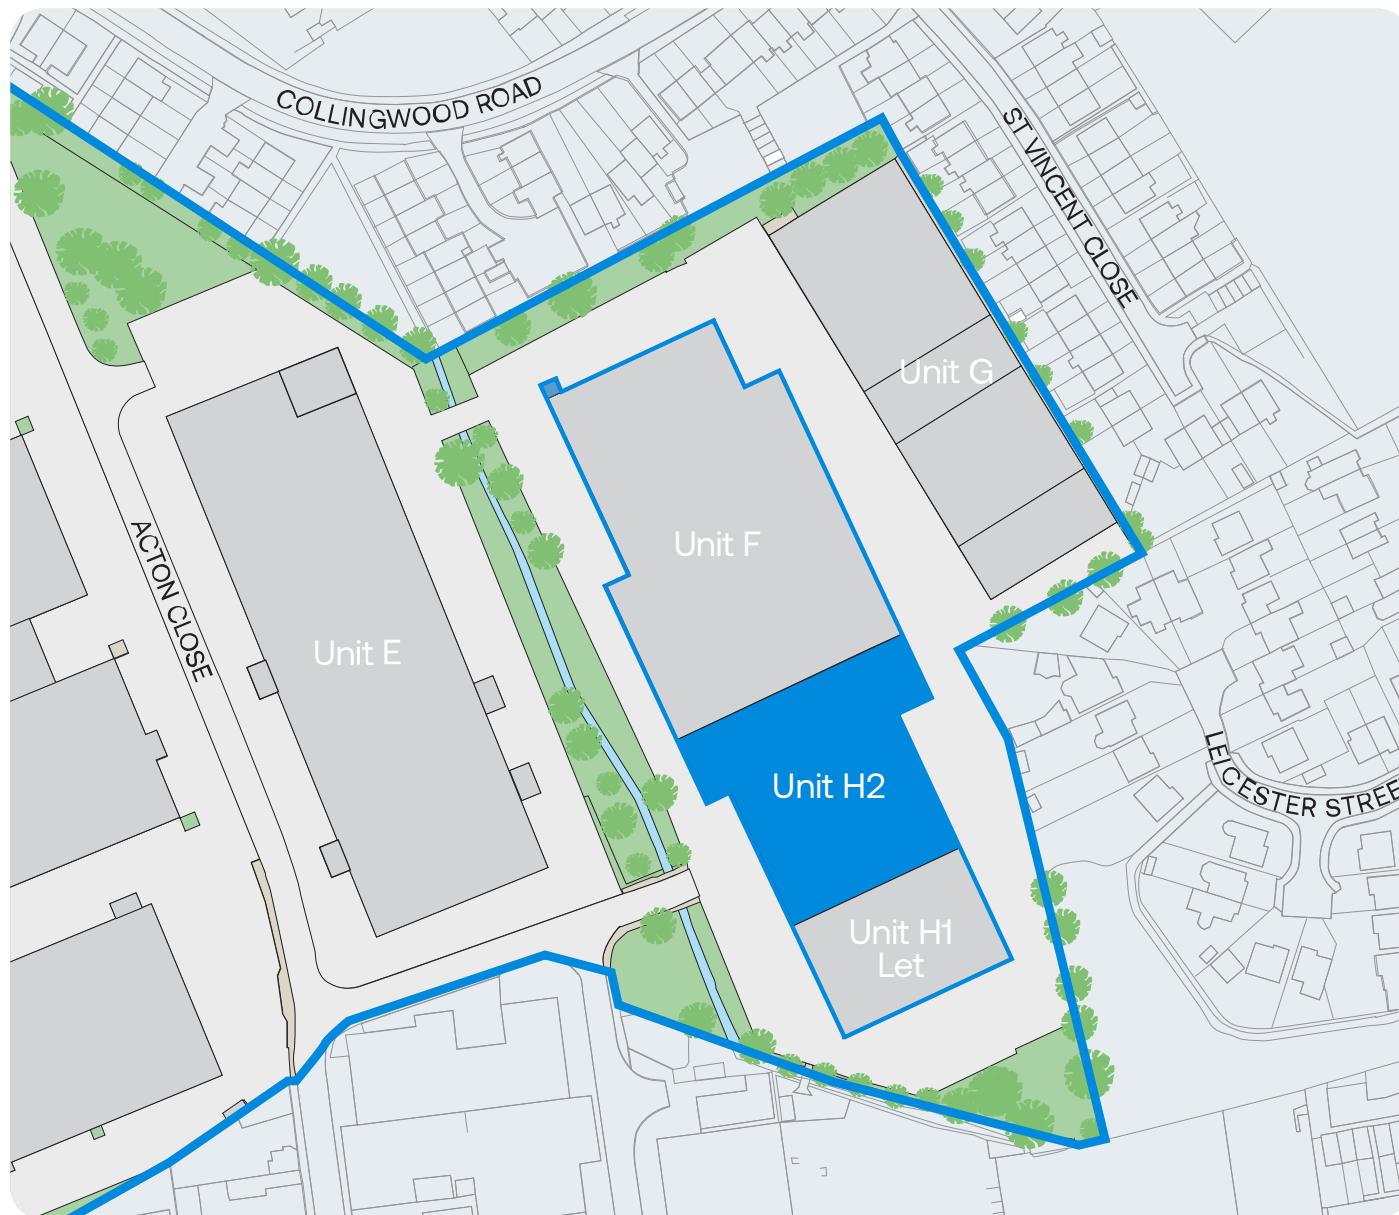 COLLINGWOOD ROAD
ST VINCENT CLOSE
Unit G
Unit F
ACTON CLOSE
Unit E
Unit H2
LEICESTER STREE
Unit H1
Let